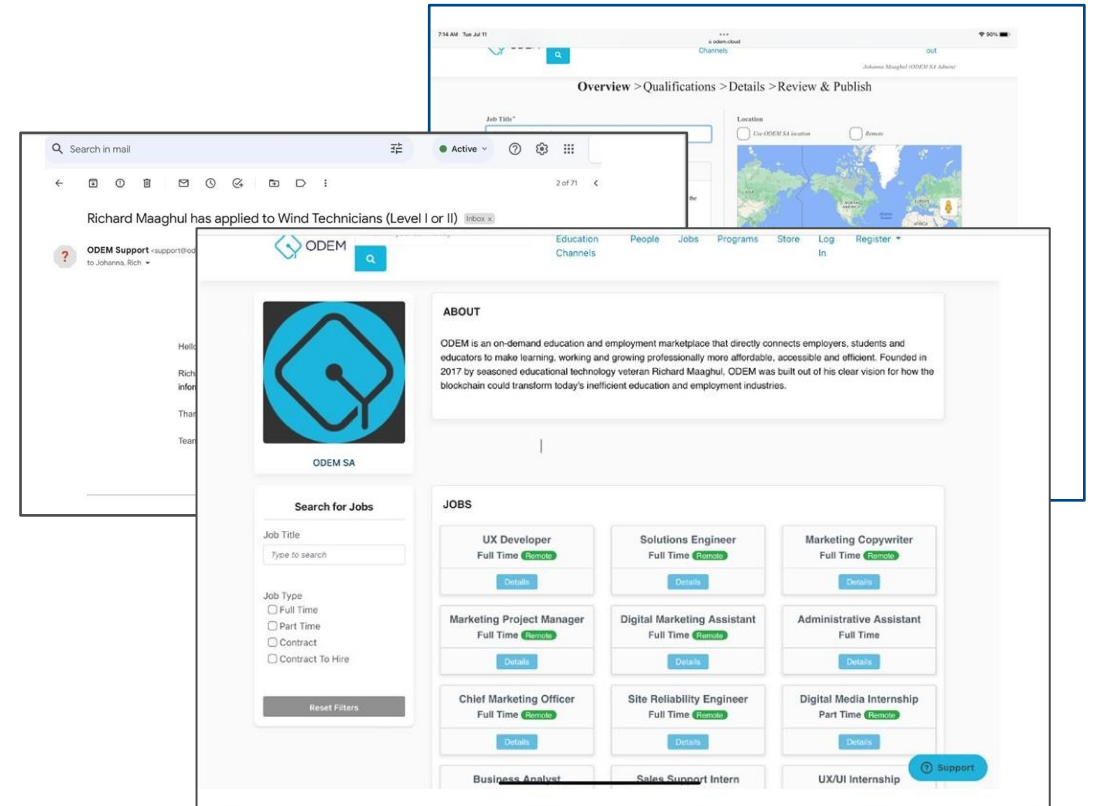 7:14 AM Tue Jul 11
odem.cloud
90%
Channels
out
Johanna Maaghul (ODEM SA Admin)
Overview >Qualifications >Details >Review & Publish
Job Title*
Location
Use ODEM SA location
Remote
the
Search in mail
Active
2 of 71
Richard Maaghul has applied to Wind Technicians (Level I or II) Inbox x
ODEM Support <support@od
to Johanna, Rich
Hello
Rich
infor
Than
Team
ODEM
Education Channels
People
Jobs
Programs
Store
Log In
Register
ABOUT
ODEM is an on-demand education and employment marketplace that directly connects employers, students and
educators to make learning, working and growing professionally more affordable, accessible and efficient. Founded in
2017 by seasoned educational technology veteran Richard Maaghul, ODEM was built out of his clear vision for how the
blockchain could transform today's inefficient education and employment industries.
ODEM SA
Search for Jobs
Job Title
Type to search
Job Type
Full Time
Part Time
Contract
Contract To Hire
Reset Filters
JOBS
UX Developer
Full Time Remote
Details
Solutions Engineer
Full Time Remote
Details
Marketing Copywriter
Full Time Remote
Details
Marketing Project Manager
Full Time Remote
Details
Digital Marketing Assistant
Full Time Remote
Details
Administrative Assistant
Full Time
Details
Chief Marketing Officer
Full Time Remote
Details
Site Reliability Engineer
Full Time Remote
Details
Digital Media Internship
Part Time Remote
Details
Business Analyst
Sales Support Intern
UX/UI Internship
Support